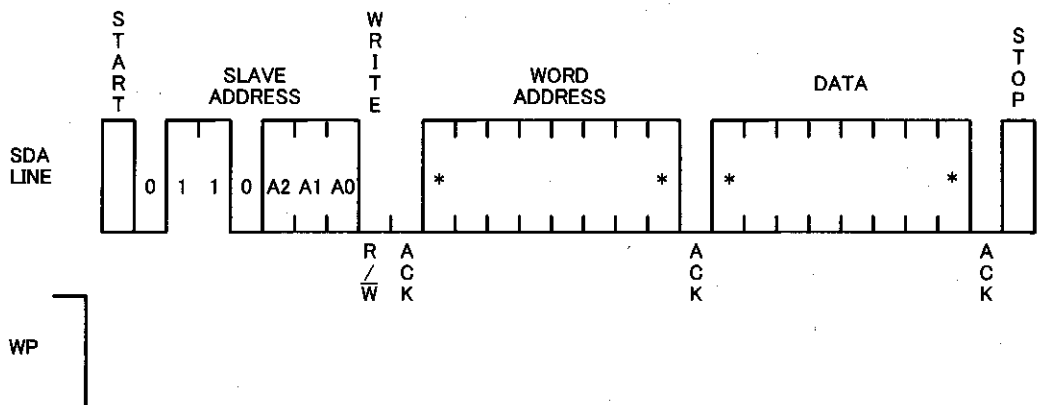 START
WRITE
STOP
SLAVE
ADDRESS
WORD
ADDRESS
DATA
SDA
LINE
0 1 1 0 A2 A1 A0
* * * *
R/W
ACK
ACK
ACK
WP